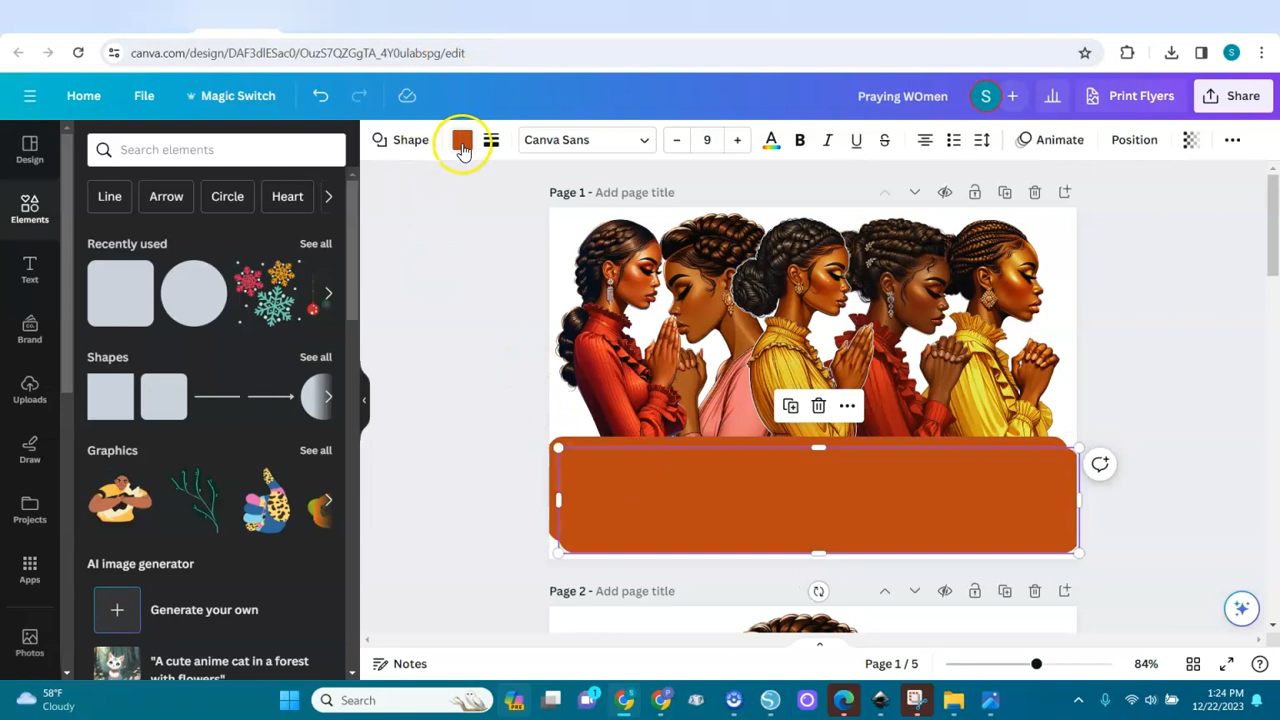 canva.com/design/DAF3dlESac0/OuzS7QZGgTA_4Y0ulabspg/edit
S
Home
File
Magic Switch
Praying WOmen
S
Print Flyers
Share
Design
Elements
Text
Brand
Uploads
Draw
Projects
Apps
Photos
Search elements
Line
Arrow
Circle
Heart
Recently used
See all
Shapes
See all
Graphics
See all
AI image generator
Generate your own
"A cute anime cat in a forest
with flowers"
Shape
Canva Sans
9
A
B
I
U
S
Animate
Position
Page 1 - Add page title
Page 2 - Add page title
Notes
Page 1 / 5
84%
58°F
Cloudy
Search
1:24 PM
12/22/2023